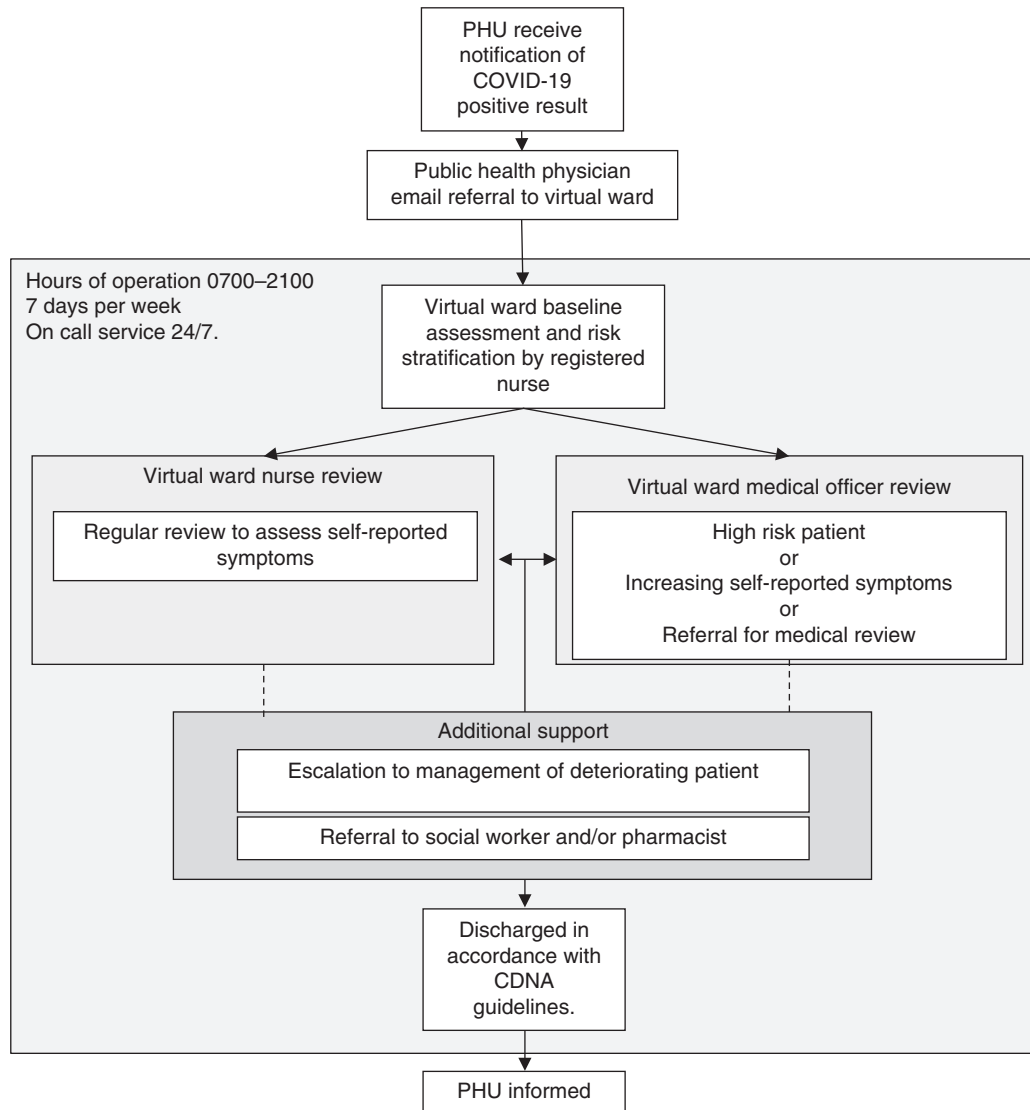 PHU receive
notification of
COVID-19
positive result
Public health physician
email referral to virtual ward
Hours of operation 0700–2100
7 days per week
On call service 24/7.
Virtual ward baseline
assessment and risk
stratification by registered
nurse
Virtual ward nurse review
Regular review to assess self-reported
symptoms
Virtual ward medical officer review
High risk patient
or
Increasing self-reported symptoms
or
Referral for medical review
Additional support
Escalation to management of deteriorating patient
Referral to social worker and/or pharmacist
Discharged in
accordance with
CDNA
guidelines.
PHU informed